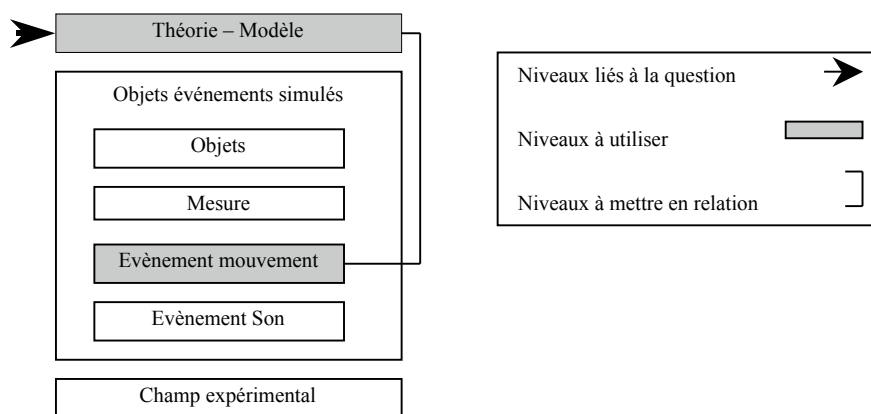 Théorie – Modèle
Objets événements simulés
Objets
Mesure
Evènement mouvement
Evènement Son
Champ expérimental
Niveaux liés à la question
Niveaux à utiliser
Niveaux à mettre en relation